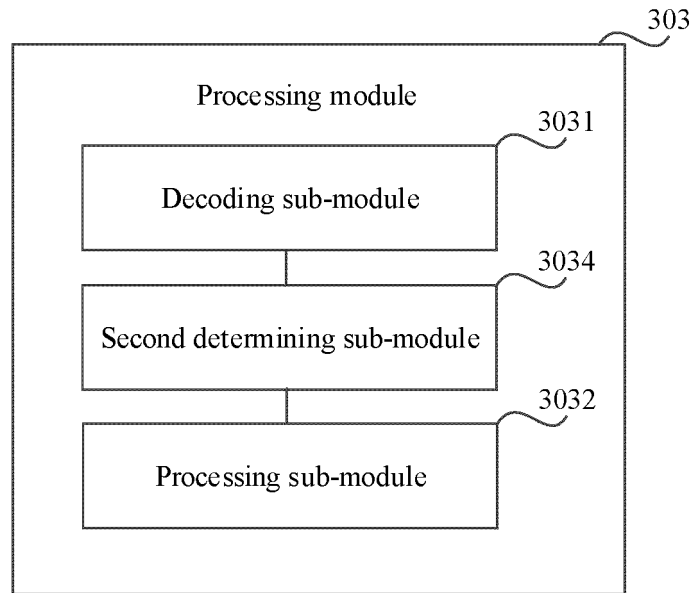 303
Processing module
3031
Decoding sub-module
3034
Second determining sub-module
3032
Processing sub-module